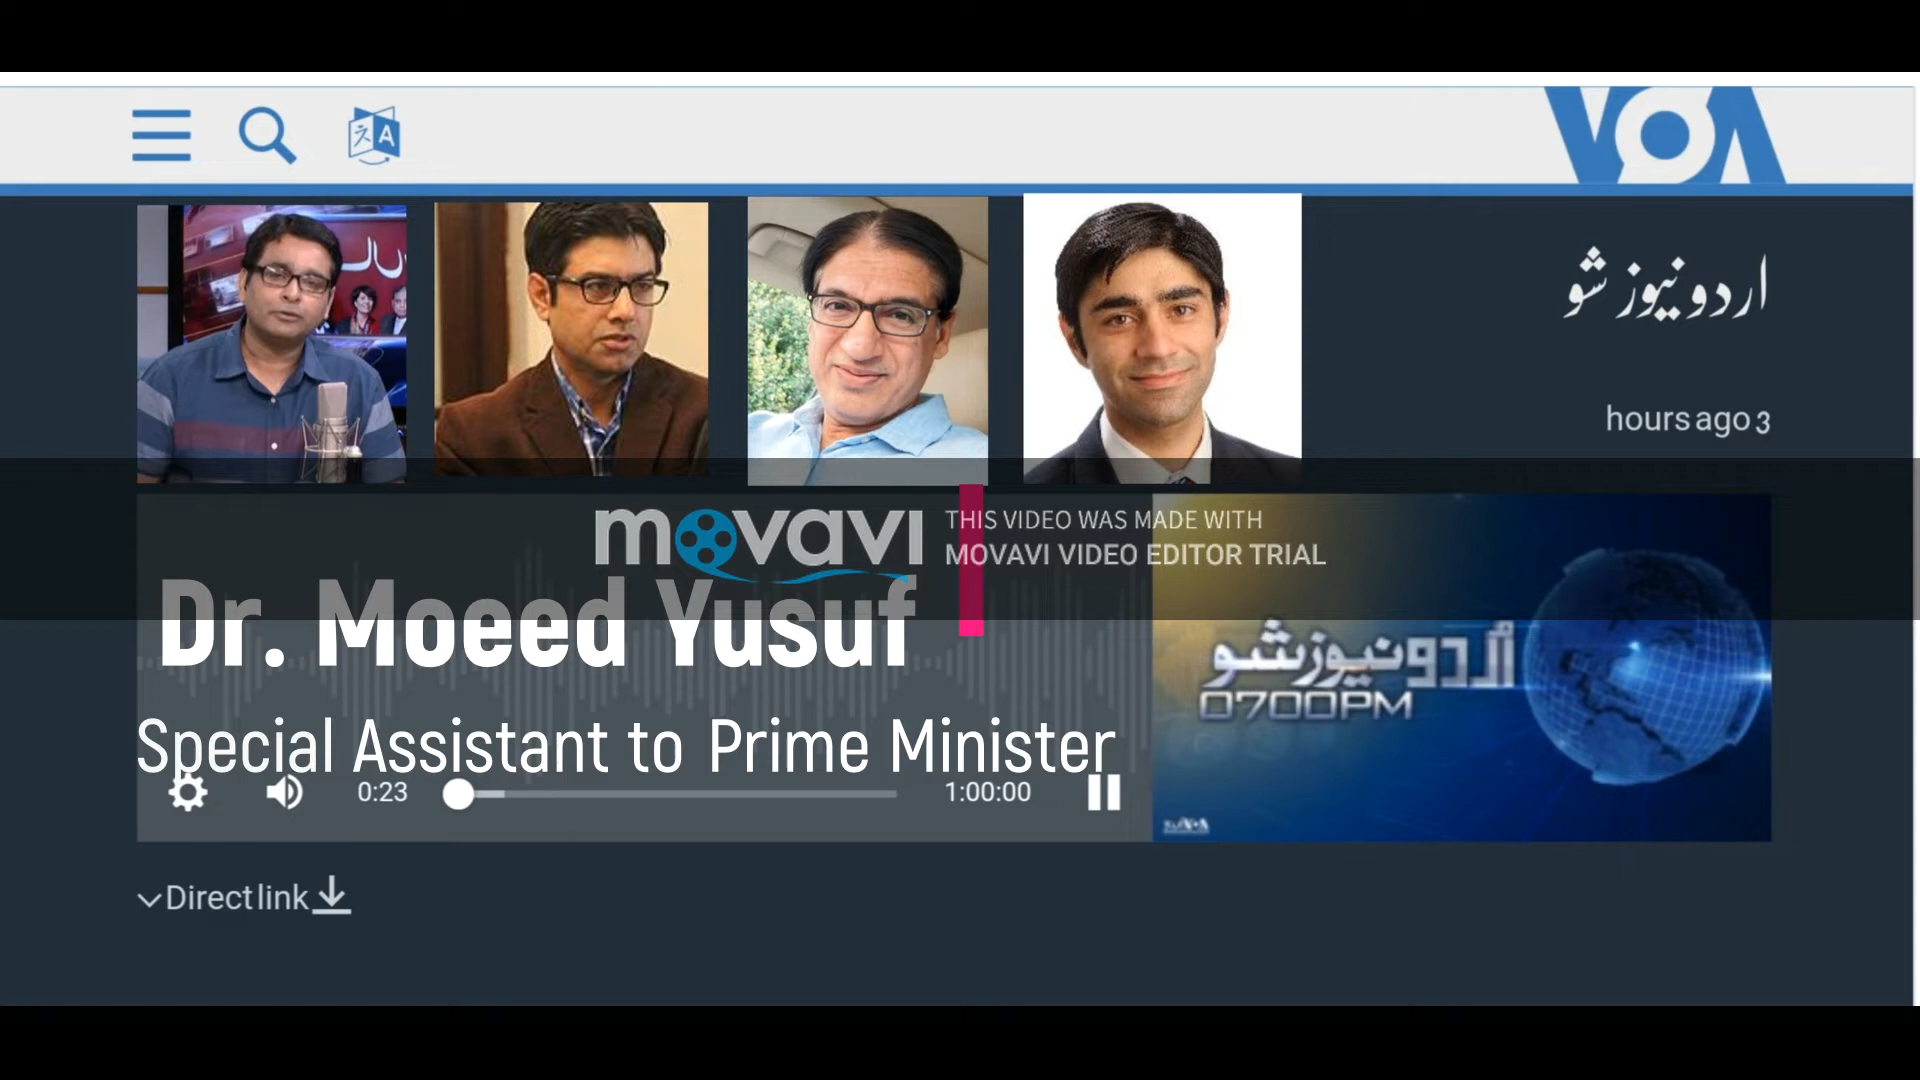 VOA
اردو نیوز شو
hours ago 3
movavi
THIS VIDEO WAS MADE WITH
MOVAVI VIDEO EDITOR TRIAL
Dr. Moeed Yusuf
Special Assistant to Prime Minister
0:23
1:00:00
اُردو نیوز شو
0700PM
Direct link